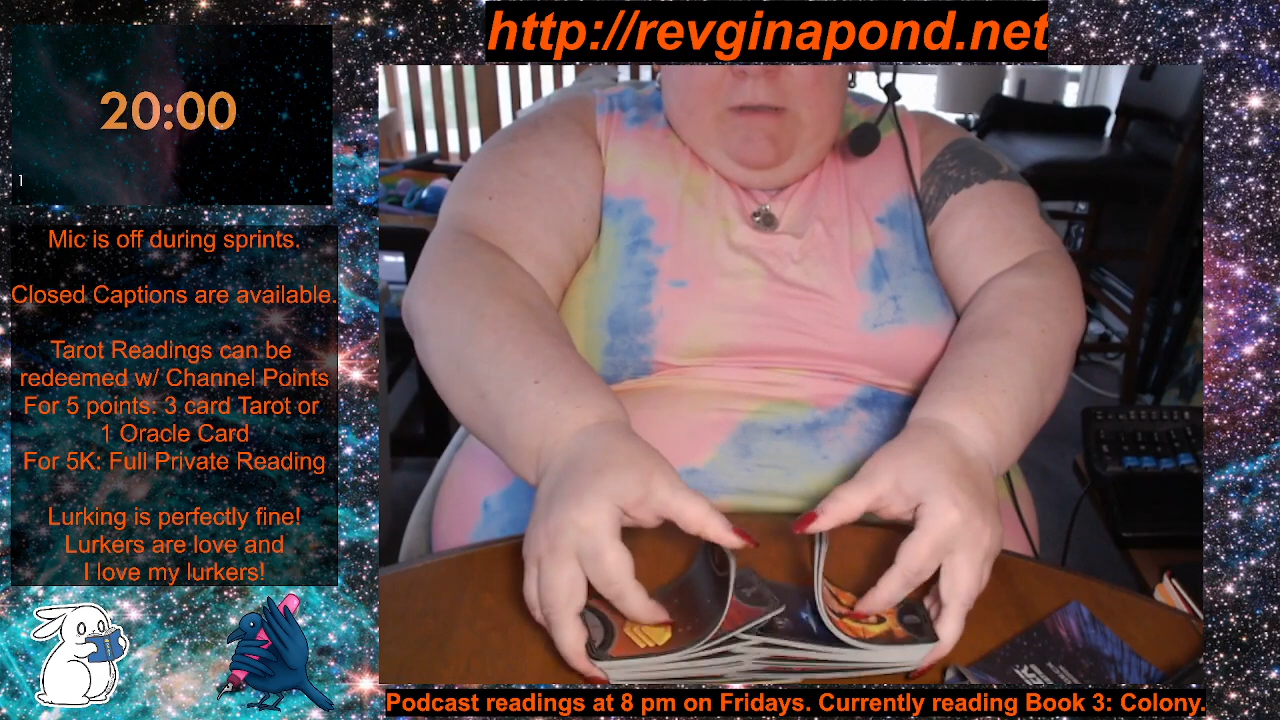 http://revginapond.net
20:00
1
Mic is off during sprints.
Closed Captions are available.
Tarot Readings can be
redeemed w/ Channel Points
For 5 points: 3 card Tarot or
1 Oracle Card
For 5K: Full Private Reading
Lurking is perfectly fine!
Lurkers are love and
I love my lurkers!
Podcast readings at 8 pm on Fridays. Currently reading Book 3: Colony.